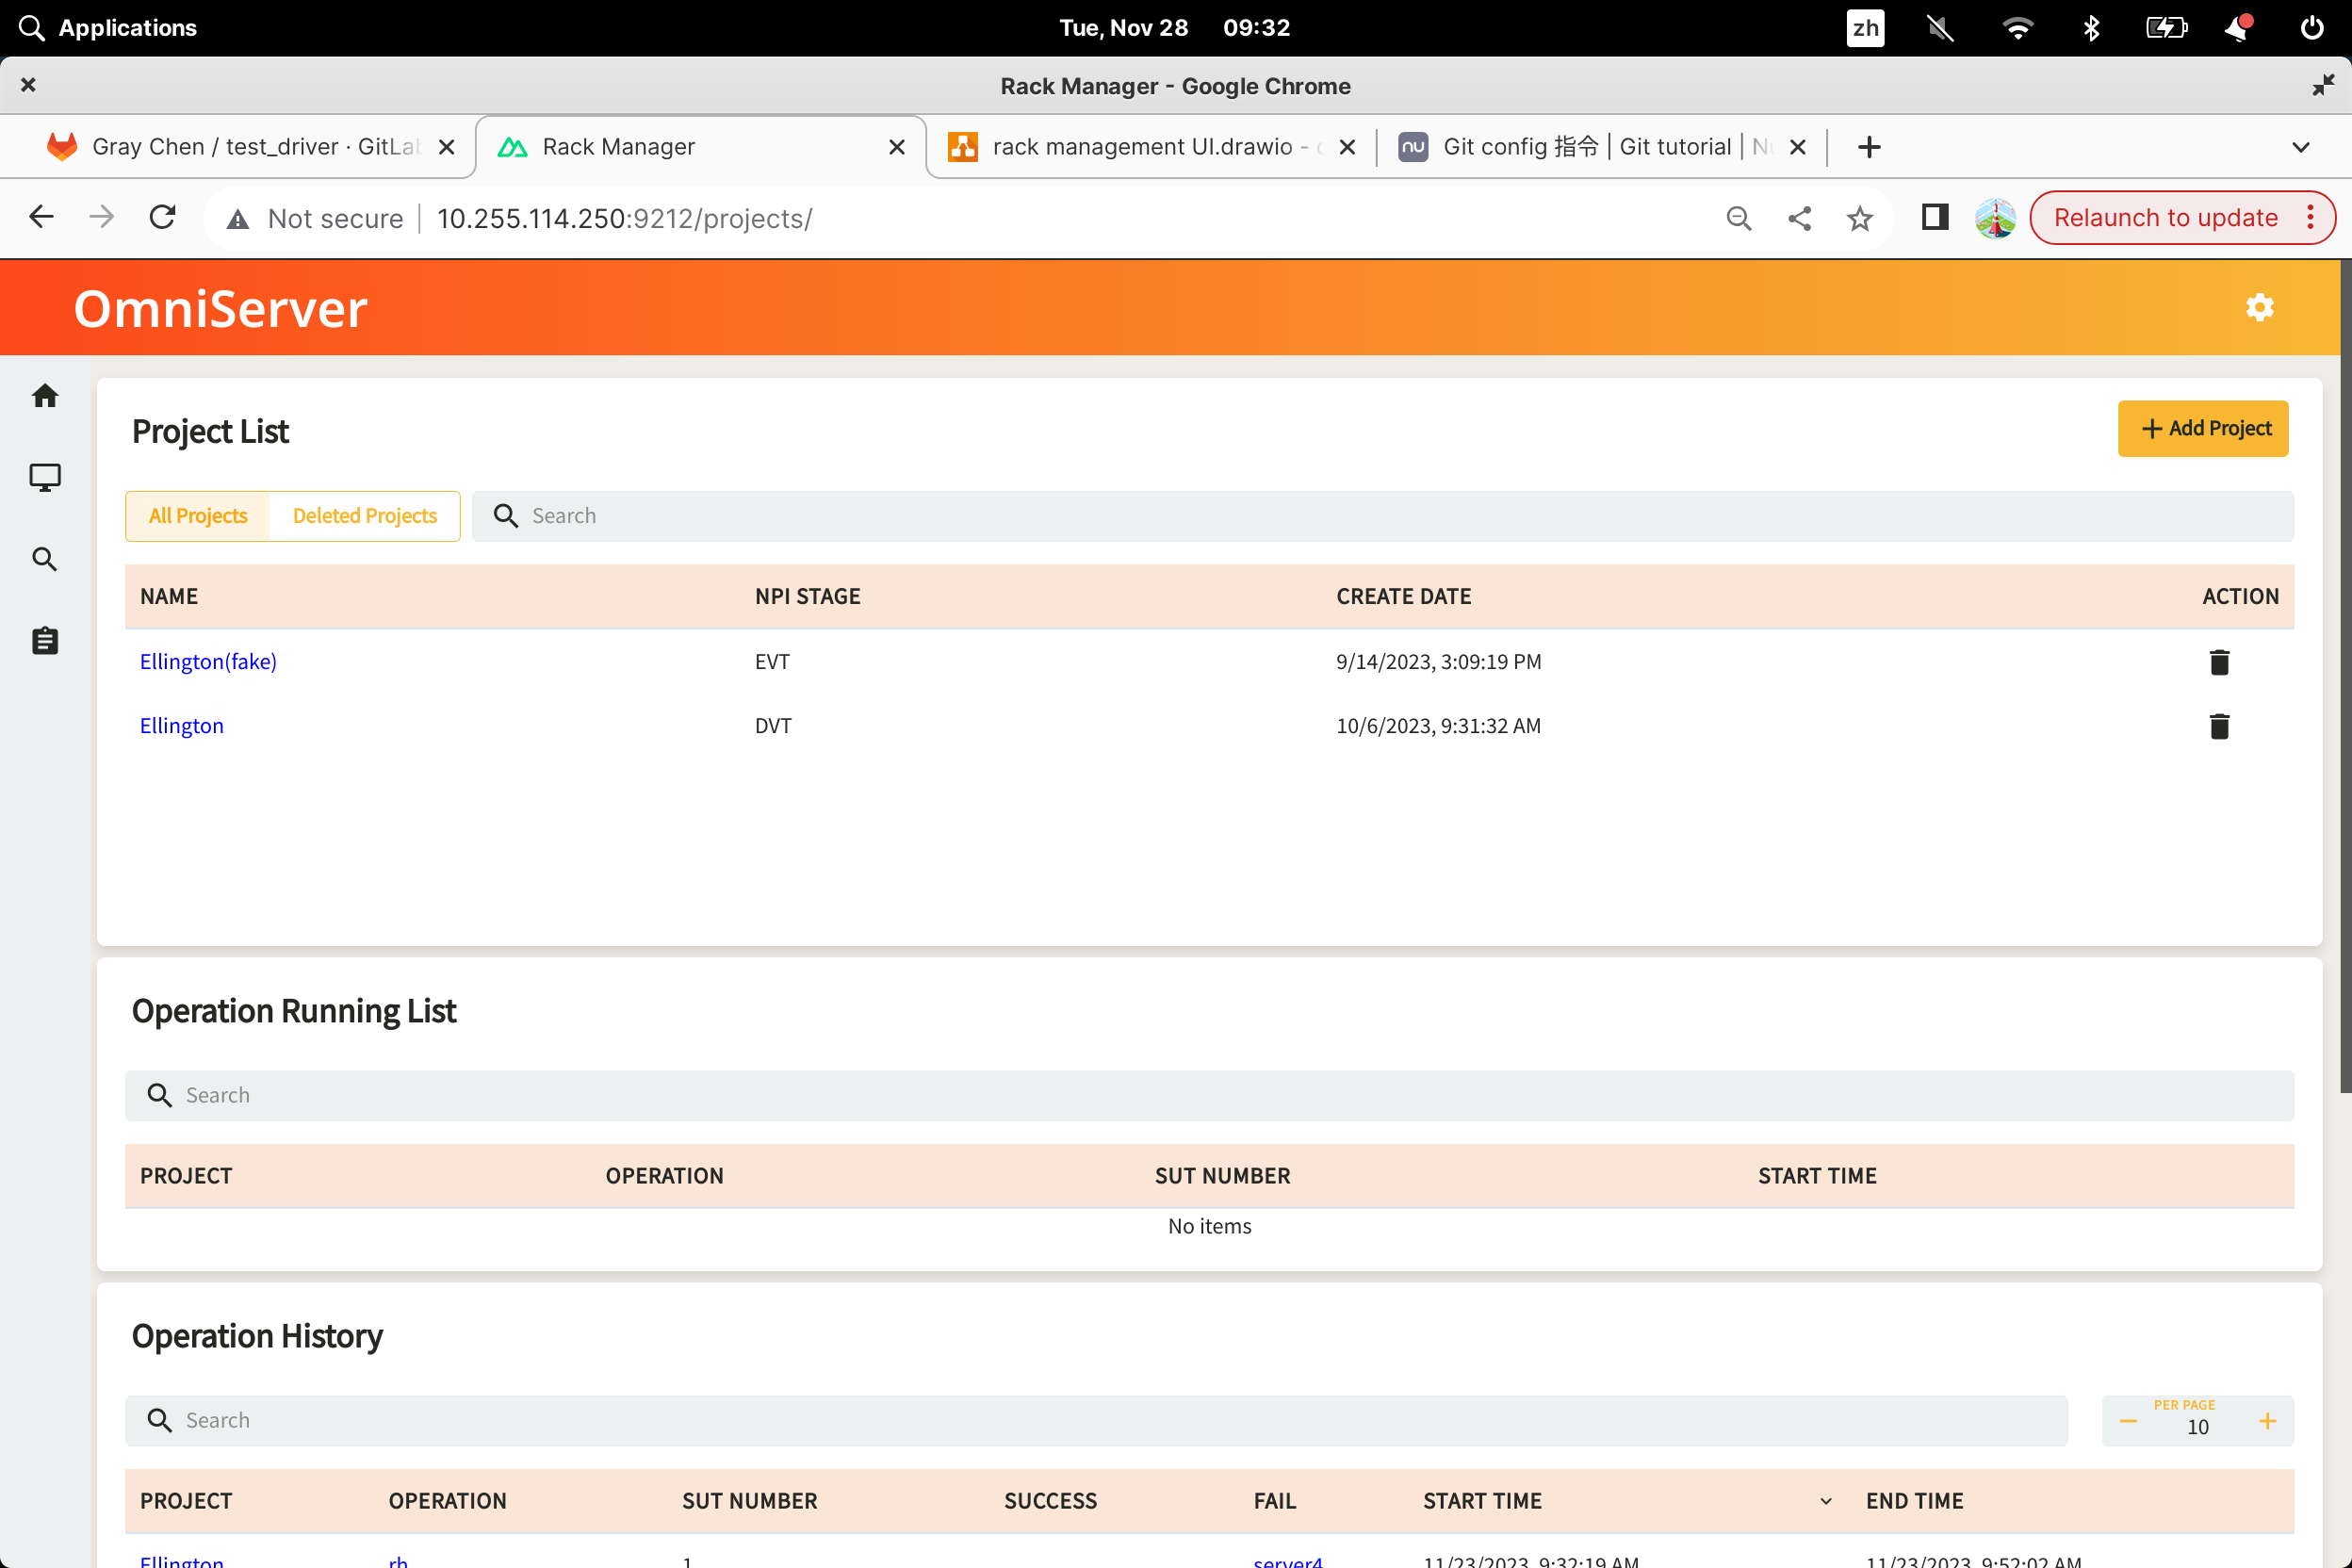 Applications
Tue, Nov 28 09:32
zh
Rack Manager - Google Chrome
Gray Chen / test_driver · GitLab
Rack Manager
rack management UI.drawio -
Git config 指令 | Git tutorial |
Not secure 10.255.114.250:9212/projects/
Relaunch to update
OmniServer
Project List
Add Project
All Projects
Deleted Projects
Search
NAME NPI STAGE CREATE DATE ACTION
Ellington(fake) EVT 9/14/2023, 3:09:19 PM
Ellington DVT 10/6/2023, 9:31:32 AM
Operation Running List
Search
PROJECT OPERATION SUT NUMBER START TIME
No items
Operation History
Search
PER PAGE
10
PROJECT OPERATION SUT NUMBER SUCCESS FAIL START TIME END TIME
Ellington rh 1 server4 11/23/2023, 9:32:19 AM 11/23/2023, 9:52:02 AM